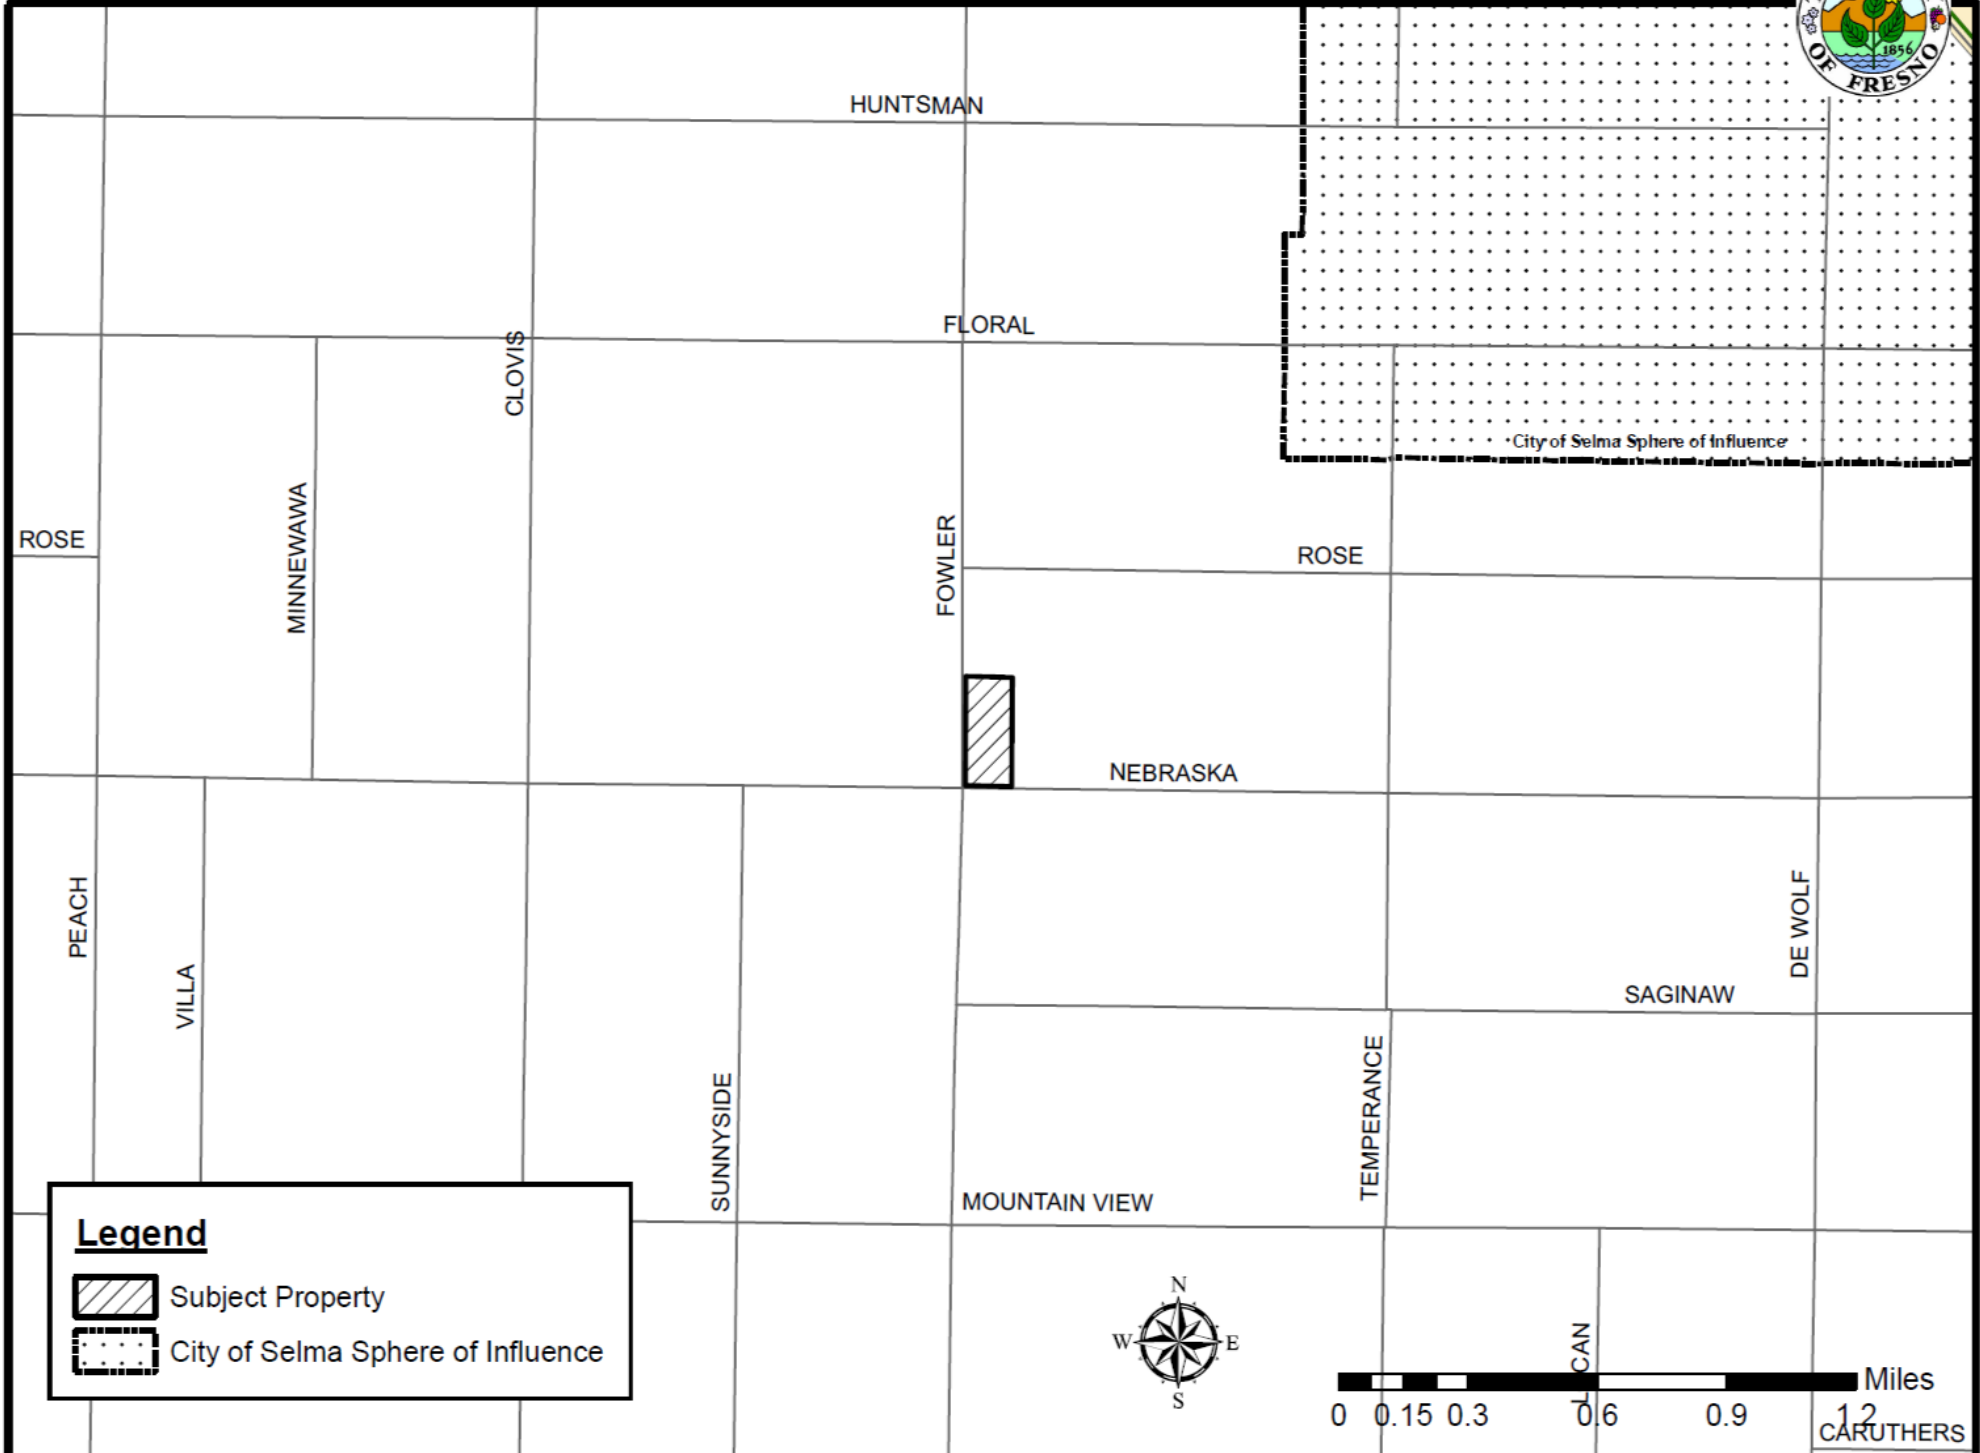 1856
OF FRESNO
HUNTSMAN
FLORAL
CLOVIS
City of Selma Sphere of Influence
MINNEWAWA
FOWLER
ROSE
ROSE
NEBRASKA
PEACH
VILLA
DE WOLF
SAGINAW
SUNNYSIDE
TEMPERANCE
MOUNTAIN VIEW
Legend
Subject Property
City of Selma Sphere of Influence
N
W E
S
CAN
Miles
0 0.15 0.3 0.6 0.9 1.2
CARUTHERS